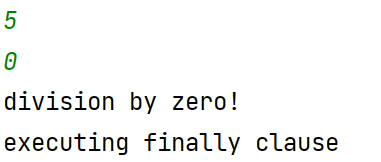 5
0
division by zero!
executing finally clause